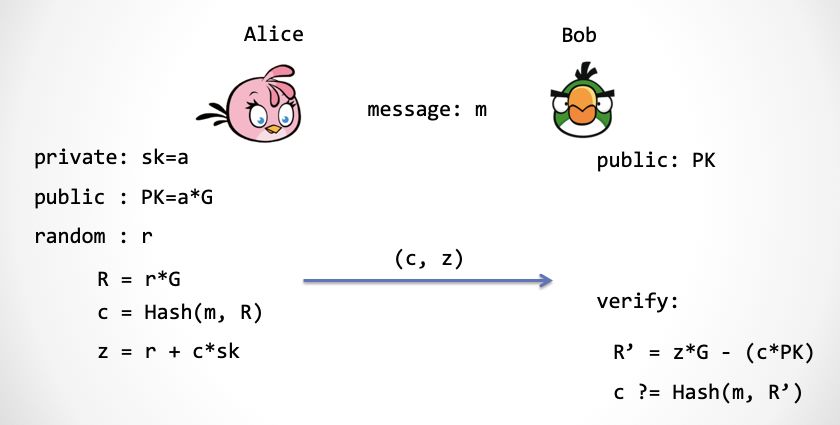 Alice
Bob
message: m
private: sk=a
public : PK=a*G
random : r
R = r*G
c = Hash(m, R)
z = r + c*sk
(c, z)
public: PK
verify:
R’ = z*G - (c*PK)
c ?= Hash(m, R’)